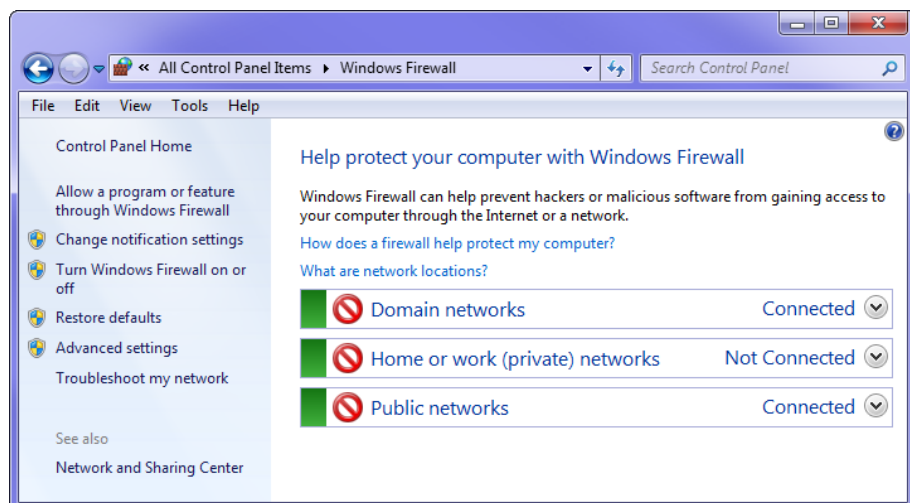 « All Control Panel Items ▸ Windows Firewall
Search Control Panel
File Edit View Tools Help
Control Panel Home
Allow a program or feature
through Windows Firewall
Change notification settings
Turn Windows Firewall on or
off
Restore defaults
Advanced settings
Troubleshoot my network
See also
Network and Sharing Center
Help protect your computer with Windows Firewall
Windows Firewall can help prevent hackers or malicious software from gaining access to
your computer through the Internet or a network.
How does a firewall help protect my computer?
What are network locations?
Domain networks Connected
Home or work (private) networks Not Connected
Public networks Connected